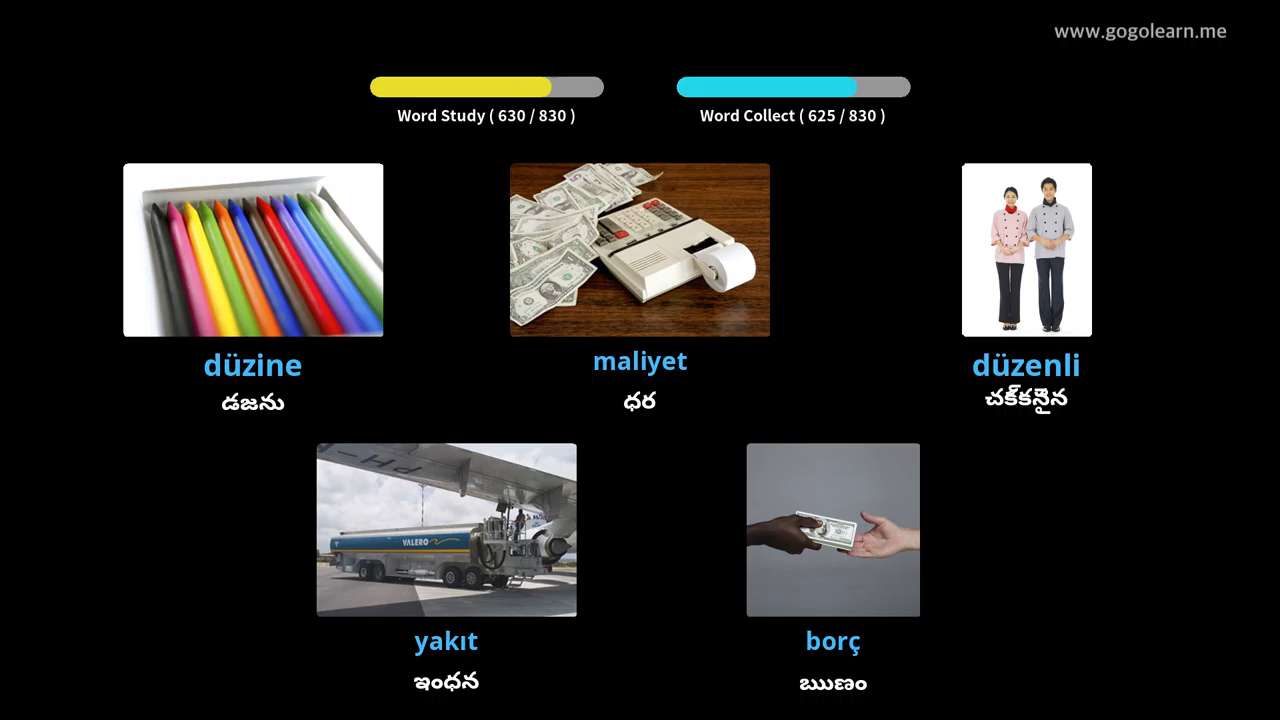 www.gogolearn.me
Word Study ( 630 / 830 )
Word Collect ( 625 / 830 )
düzine
maliyet
düzenli
డజను
ధర
చక్కనైన
VALERO
yakıt
borç
ఇంధన
ఋణం